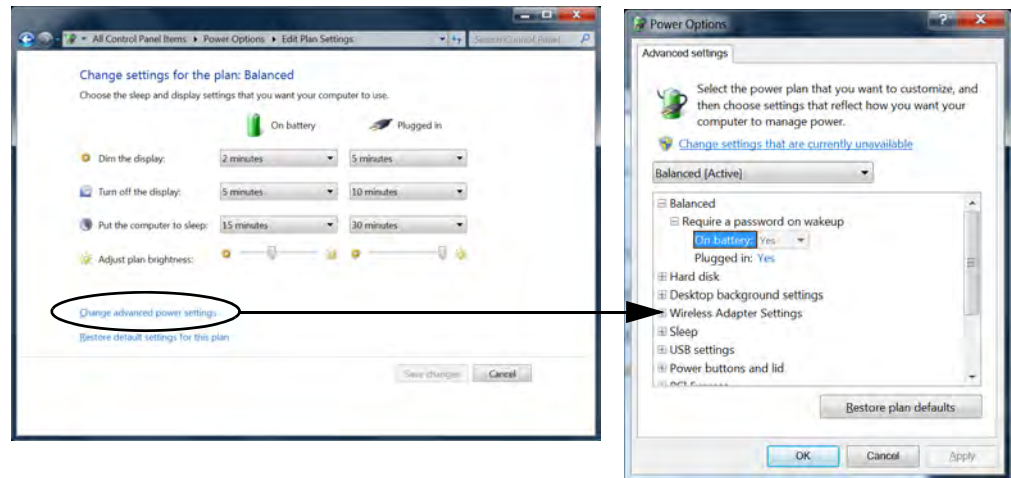 All Control Panel Items ▸ Power Options ▸ Edit Plan Settings
Search Control Panel
Change settings for the plan: Balanced
Choose the sleep and display settings that you want your computer to use.
On battery Plugged in
Dim the display: 2 minutes 5 minutes
Turn off the display: 5 minutes 10 minutes
Put the computer to sleep: 15 minutes 30 minutes
Adjust plan brightness:
Change advanced power settings
Restore default settings for this plan
Save changes Cancel
Power Options
Advanced settings
Select the power plan that you want to customize, and
then choose settings that reflect how you want your
computer to manage power.
Change settings that are currently unavailable
Balanced [Active]
Balanced
Require a password on wakeup
On battery: Yes
Plugged in: Yes
Hard disk
Desktop background settings
Wireless Adapter Settings
Sleep
USB settings
Power buttons and lid
PCI Express
Restore plan defaults
OK Cancel Apply